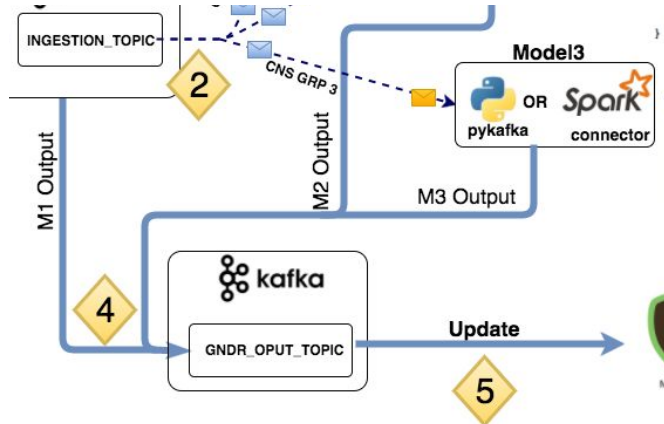 INGESTION_TOPIC
2
CNS GRP 3
}
Model3
OR
Spark
pykafka
connector
M1 Output
M2 Output
M3 Output
4
kafka
GNDR_OPUT_TOPIC
Update
5
M